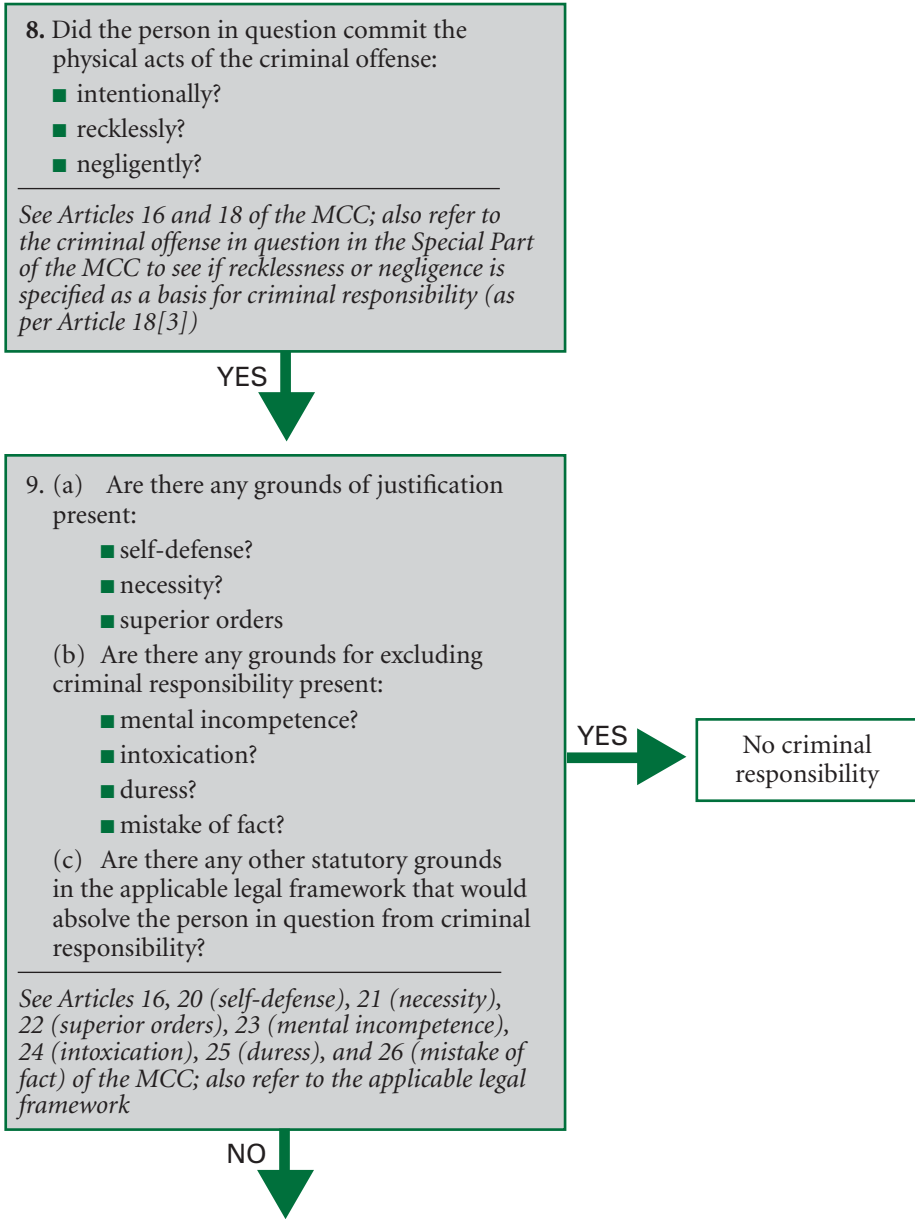 8. Did the person in question commit the
physical acts of the criminal offense:
■ intentionally?
■ recklessly?
■ negligently?
See Articles 16 and 18 of the MCC; also refer to
the criminal offense in question in the Special Part
of the MCC to see if recklessness or negligence is
specified as a basis for criminal responsibility (as
per Article 18[3])
YES
9. (a) Are there any grounds of justification
present:
■ self-defense?
■ necessity?
■ superior orders
(b) Are there any grounds for excluding
criminal responsibility present:
■ mental incompetence?
■ intoxication?
■ duress?
■ mistake of fact?
(c) Are there any other statutory grounds
in the applicable legal framework that would
absolve the person in question from criminal
responsibility?
See Articles 16, 20 (self-defense), 21 (necessity),
22 (superior orders), 23 (mental incompetence),
24 (intoxication), 25 (duress), and 26 (mistake of
fact) of the MCC; also refer to the applicable legal
framework
YES
No criminal
responsibility
NO